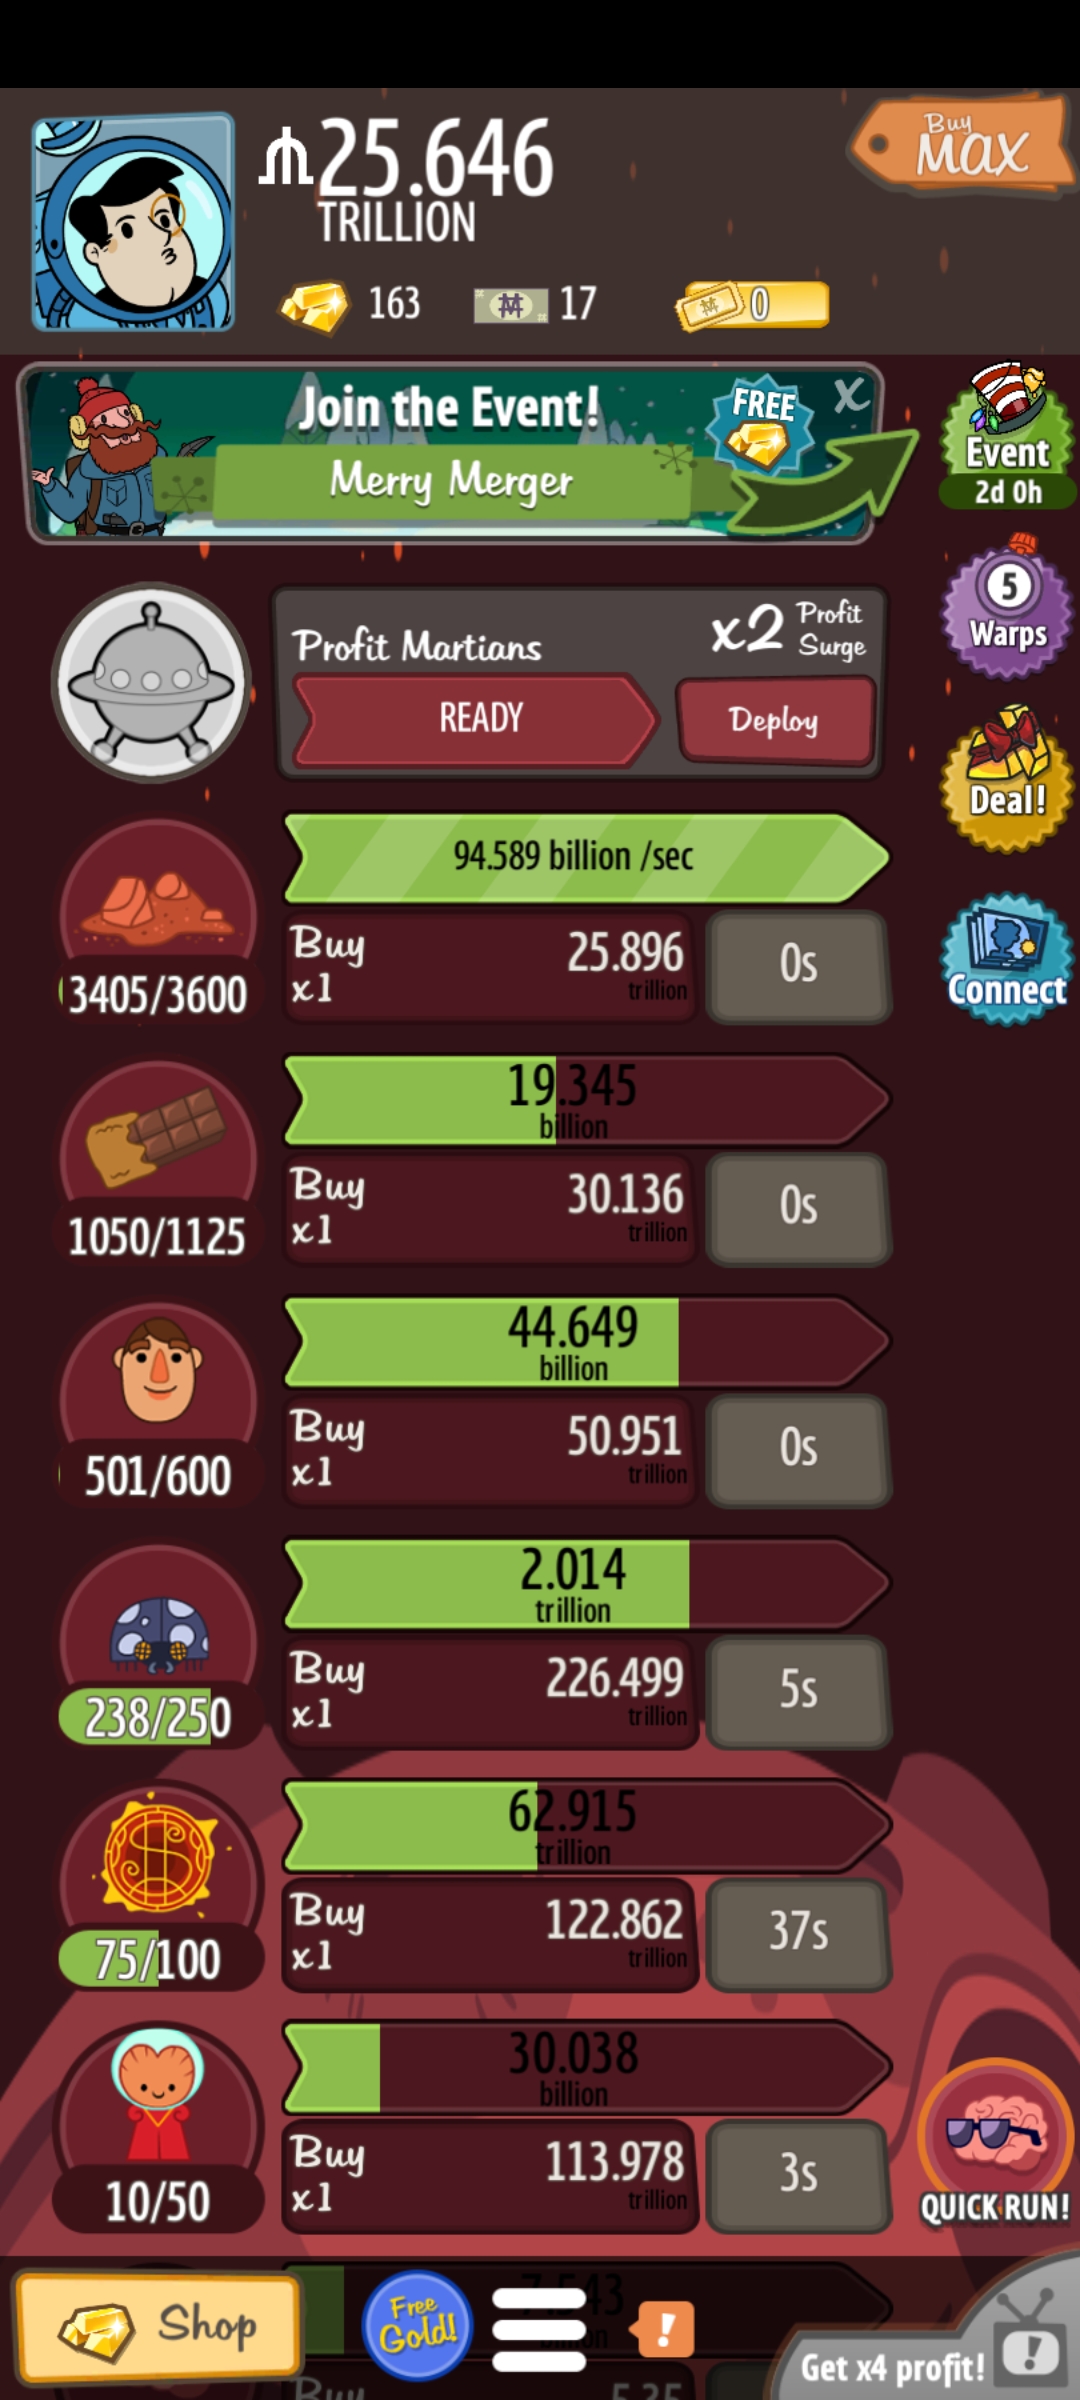 25.646
TRILLION
Buy
MAX
163
17
0
Join the Event!
FREE
X
Merry Merger
Event
2d 0h
5
Warps
Profit Martians
x2 Profit
Surge
READY
Deploy
Deal!
94.589 billion /sec
Buy
x1
25.896
trillion
0s
3405/3600
Connect
19.345
billion
Buy
x1
30.136
trillion
0s
1050/1125
44.649
billion
Buy
x1
50.951
trillion
0s
501/600
2.014
trillion
Buy
x1
226.499
trillion
5s
238/250
62.915
trillion
Buy
x1
122.862
trillion
37s
75/100
30.038
billion
Buy
x1
113.978
trillion
3s
10/50
QUICK RUN!
Shop
Free
Gold!
!
Get x4 profit!
!
Buy
5.35